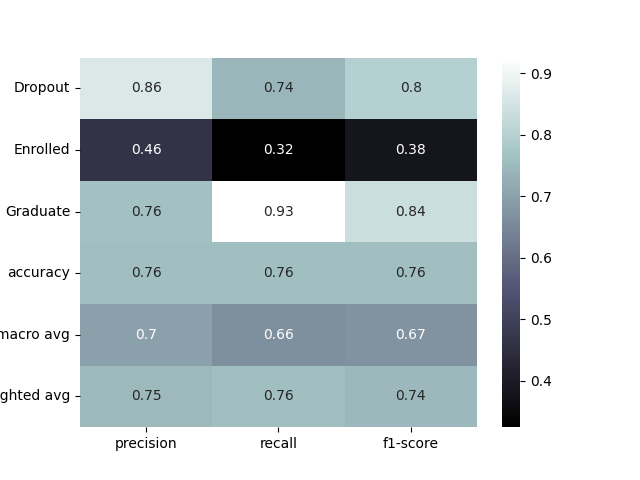 Dropout 0.86 0.74 0.8 0.9
Enrolled 0.46 0.32 0.38 0.8
Graduate 0.76 0.93 0.84 0.7
accuracy 0.76 0.76 0.76 0.6
macro avg 0.7 0.66 0.67 0.5
ghted avg 0.75 0.76 0.74 0.4
precision recall f1-score